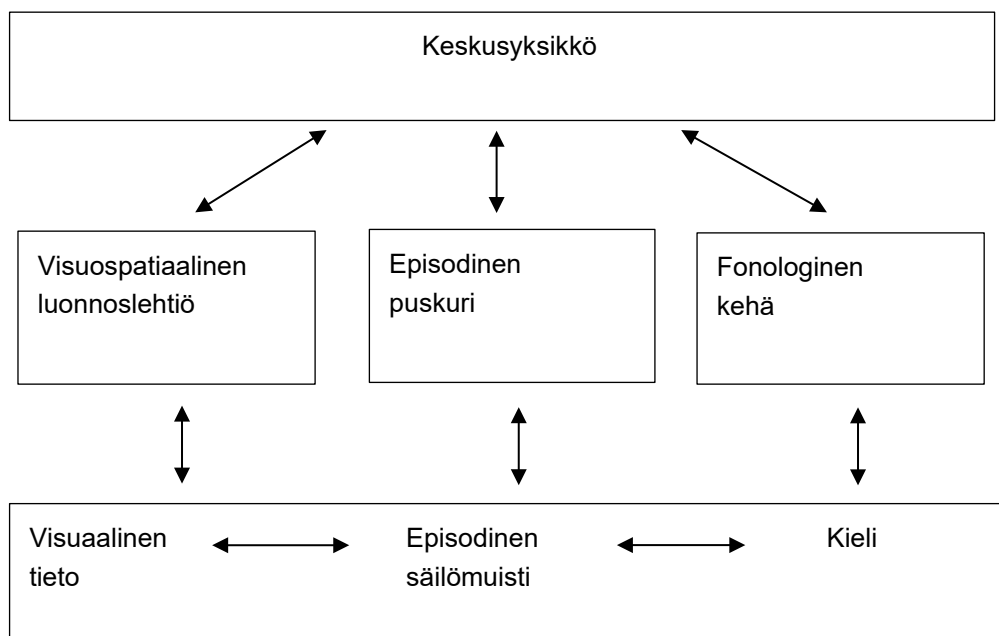 Keskusyksikkö
Visuospatiaalinen
luonnoslehtiö
Episodinen
puskuri
Fonologinen
kehä
Visuaalinen
tieto
Episodinen
säilömuisti
Kieli